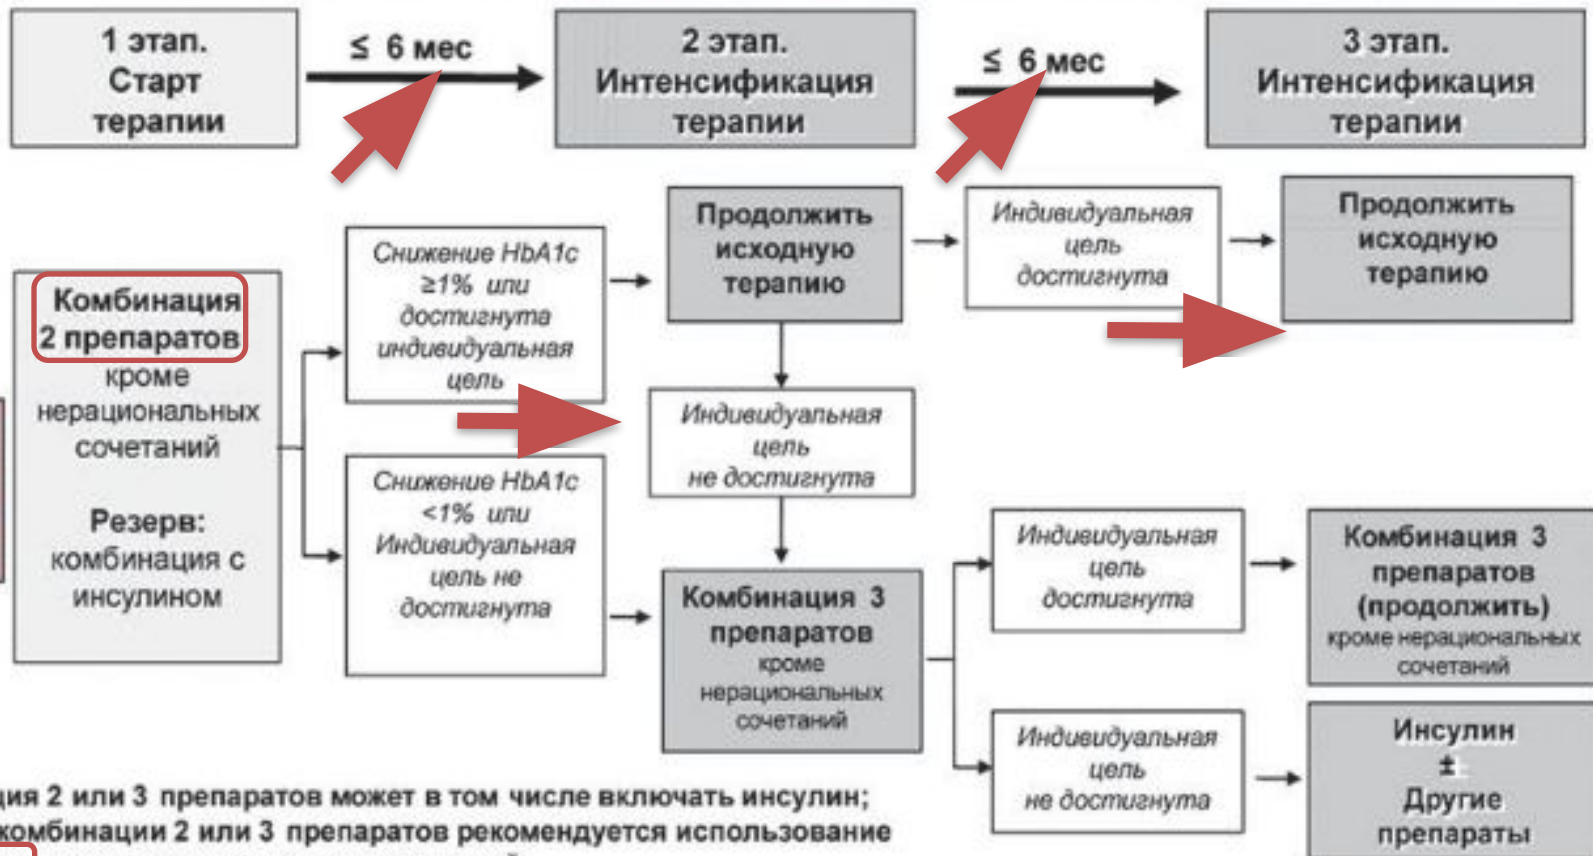 1 этап.
Старт
терапии
≤ 6 мес
2 этап.
Интенсификация
терапии
≤ 6 мес
3 этап.
Интенсификация
терапии
Комбинация
2 препаратов
кроме
нерациональных
сочетаний
Резерв:
комбинация с
инсулином
Снижение HbA1c
≥1% или
достигнута
индивидуальная
цель
Снижение HbA1c
<1% или
Индивидуальная
цель не
достигнута
Продолжить
исходную
терапию
Индивидуальная
цель
не достигнута
Комбинация 3
препаратов
кроме
нерациональных
сочетаний
Индивидуальная
цель
достигнута
Продолжить
исходную
терапию
Индивидуальная
цель
достигнута
Комбинация 3
препаратов
(продолжить)
кроме нерациональных
сочетаний
Индивидуальная
цель
не достигнута
Инсулин
±
Другие
препараты
ция 2 или 3 препаратов может в том числе включать инсулин;
комбинации 2 или 3 препаратов рекомендуется использование